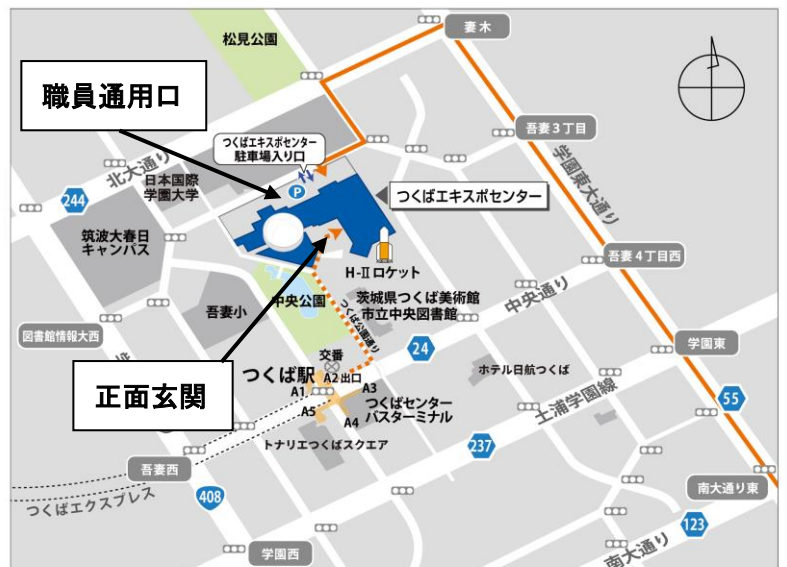 松見公園
妻木
職員通用口
つくばエキスポセンター
駐車場入り口
吾妻3丁目
北大通り
244
日本国際
学園大学
P
つくばエキスポセンター
学園東大通り
筑波大春日
キャンパス
H-Ⅱロケット
吾妻4丁目西
中央公園
吾妻小
つくば公園通り
茨城県つくば美術館
市立中央図書館
中央通り
図書館情報大西
24
学園東
交番
正面玄関
つくば駅
A2出口
A1
A3
A5
A4
つくばセンター
バスターミナル
ホテル日航つくば
土浦学園線
55
トナリエつくばスクエア
237
吾妻西
つくばエクスプレス
408
南大通り東
123
学園西
南大通り